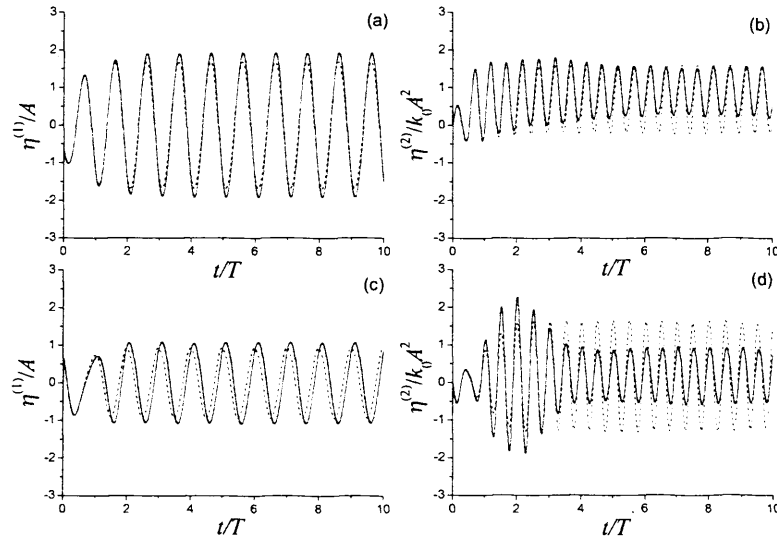 (a)
3
2
1
0
-1
-2
-3
η^(1)/A
0 2 4 6 8 10
t/T
(b)
3
2
1
0
-1
-2
-3
η^(2)/k₀A²
0 2 4 6 8 10
t/T
(c)
3
2
1
0
-1
-2
-3
η^(1)/A
0 2 4 6 8 10
t/T
(d)
3
2
1
0
-1
-2
-3
η^(2)/k₀A²
0 2 4 6 8 10
t/T